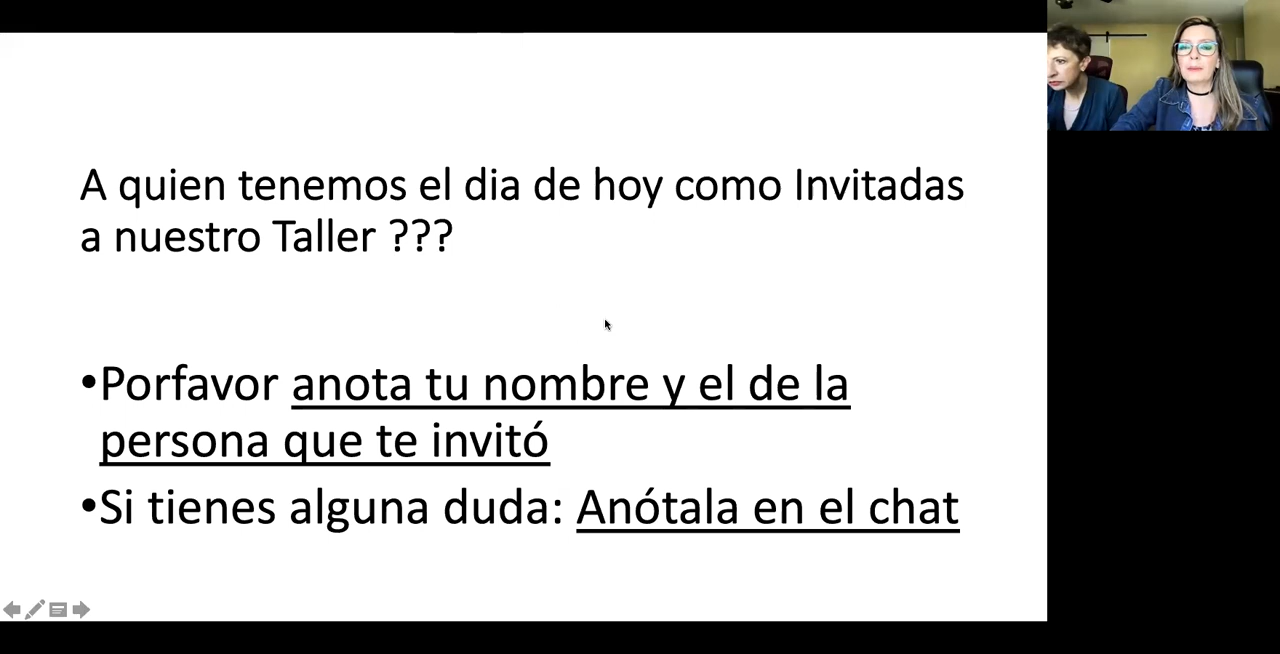 A quien tenemos el dia de hoy como Invitadas
a nuestro Taller ???
•Porfavor anota tu nombre y el de la
persona que te invitó
•Si tienes alguna duda: Anótala en el chat